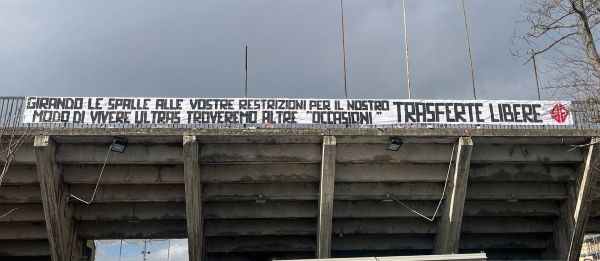 GIRANDO LE SPALLE ALLE VOSTRE RESTRIZIONI PER IL NOSTRO
MODO DI VIVERE ULTRAS TROVEREMO ALTRE "OCCASIONI"
TRASFERTE LIBERE